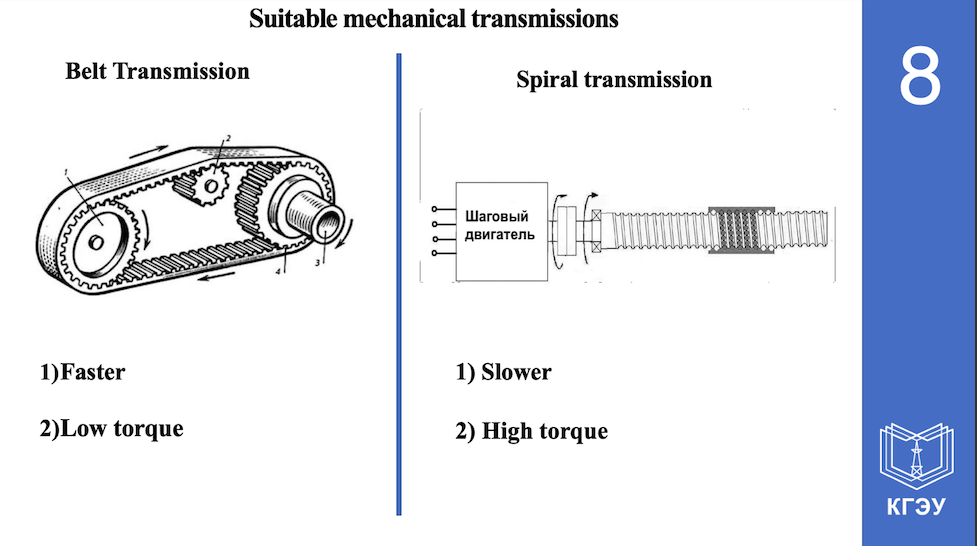 Suitable mechanical transmissions
8
Belt Transmission
Spiral transmission
1
2
3
4
Шаговый
двигатель
1)Faster
2)Low torque
1) Slower
2) High torque
КГЭУ